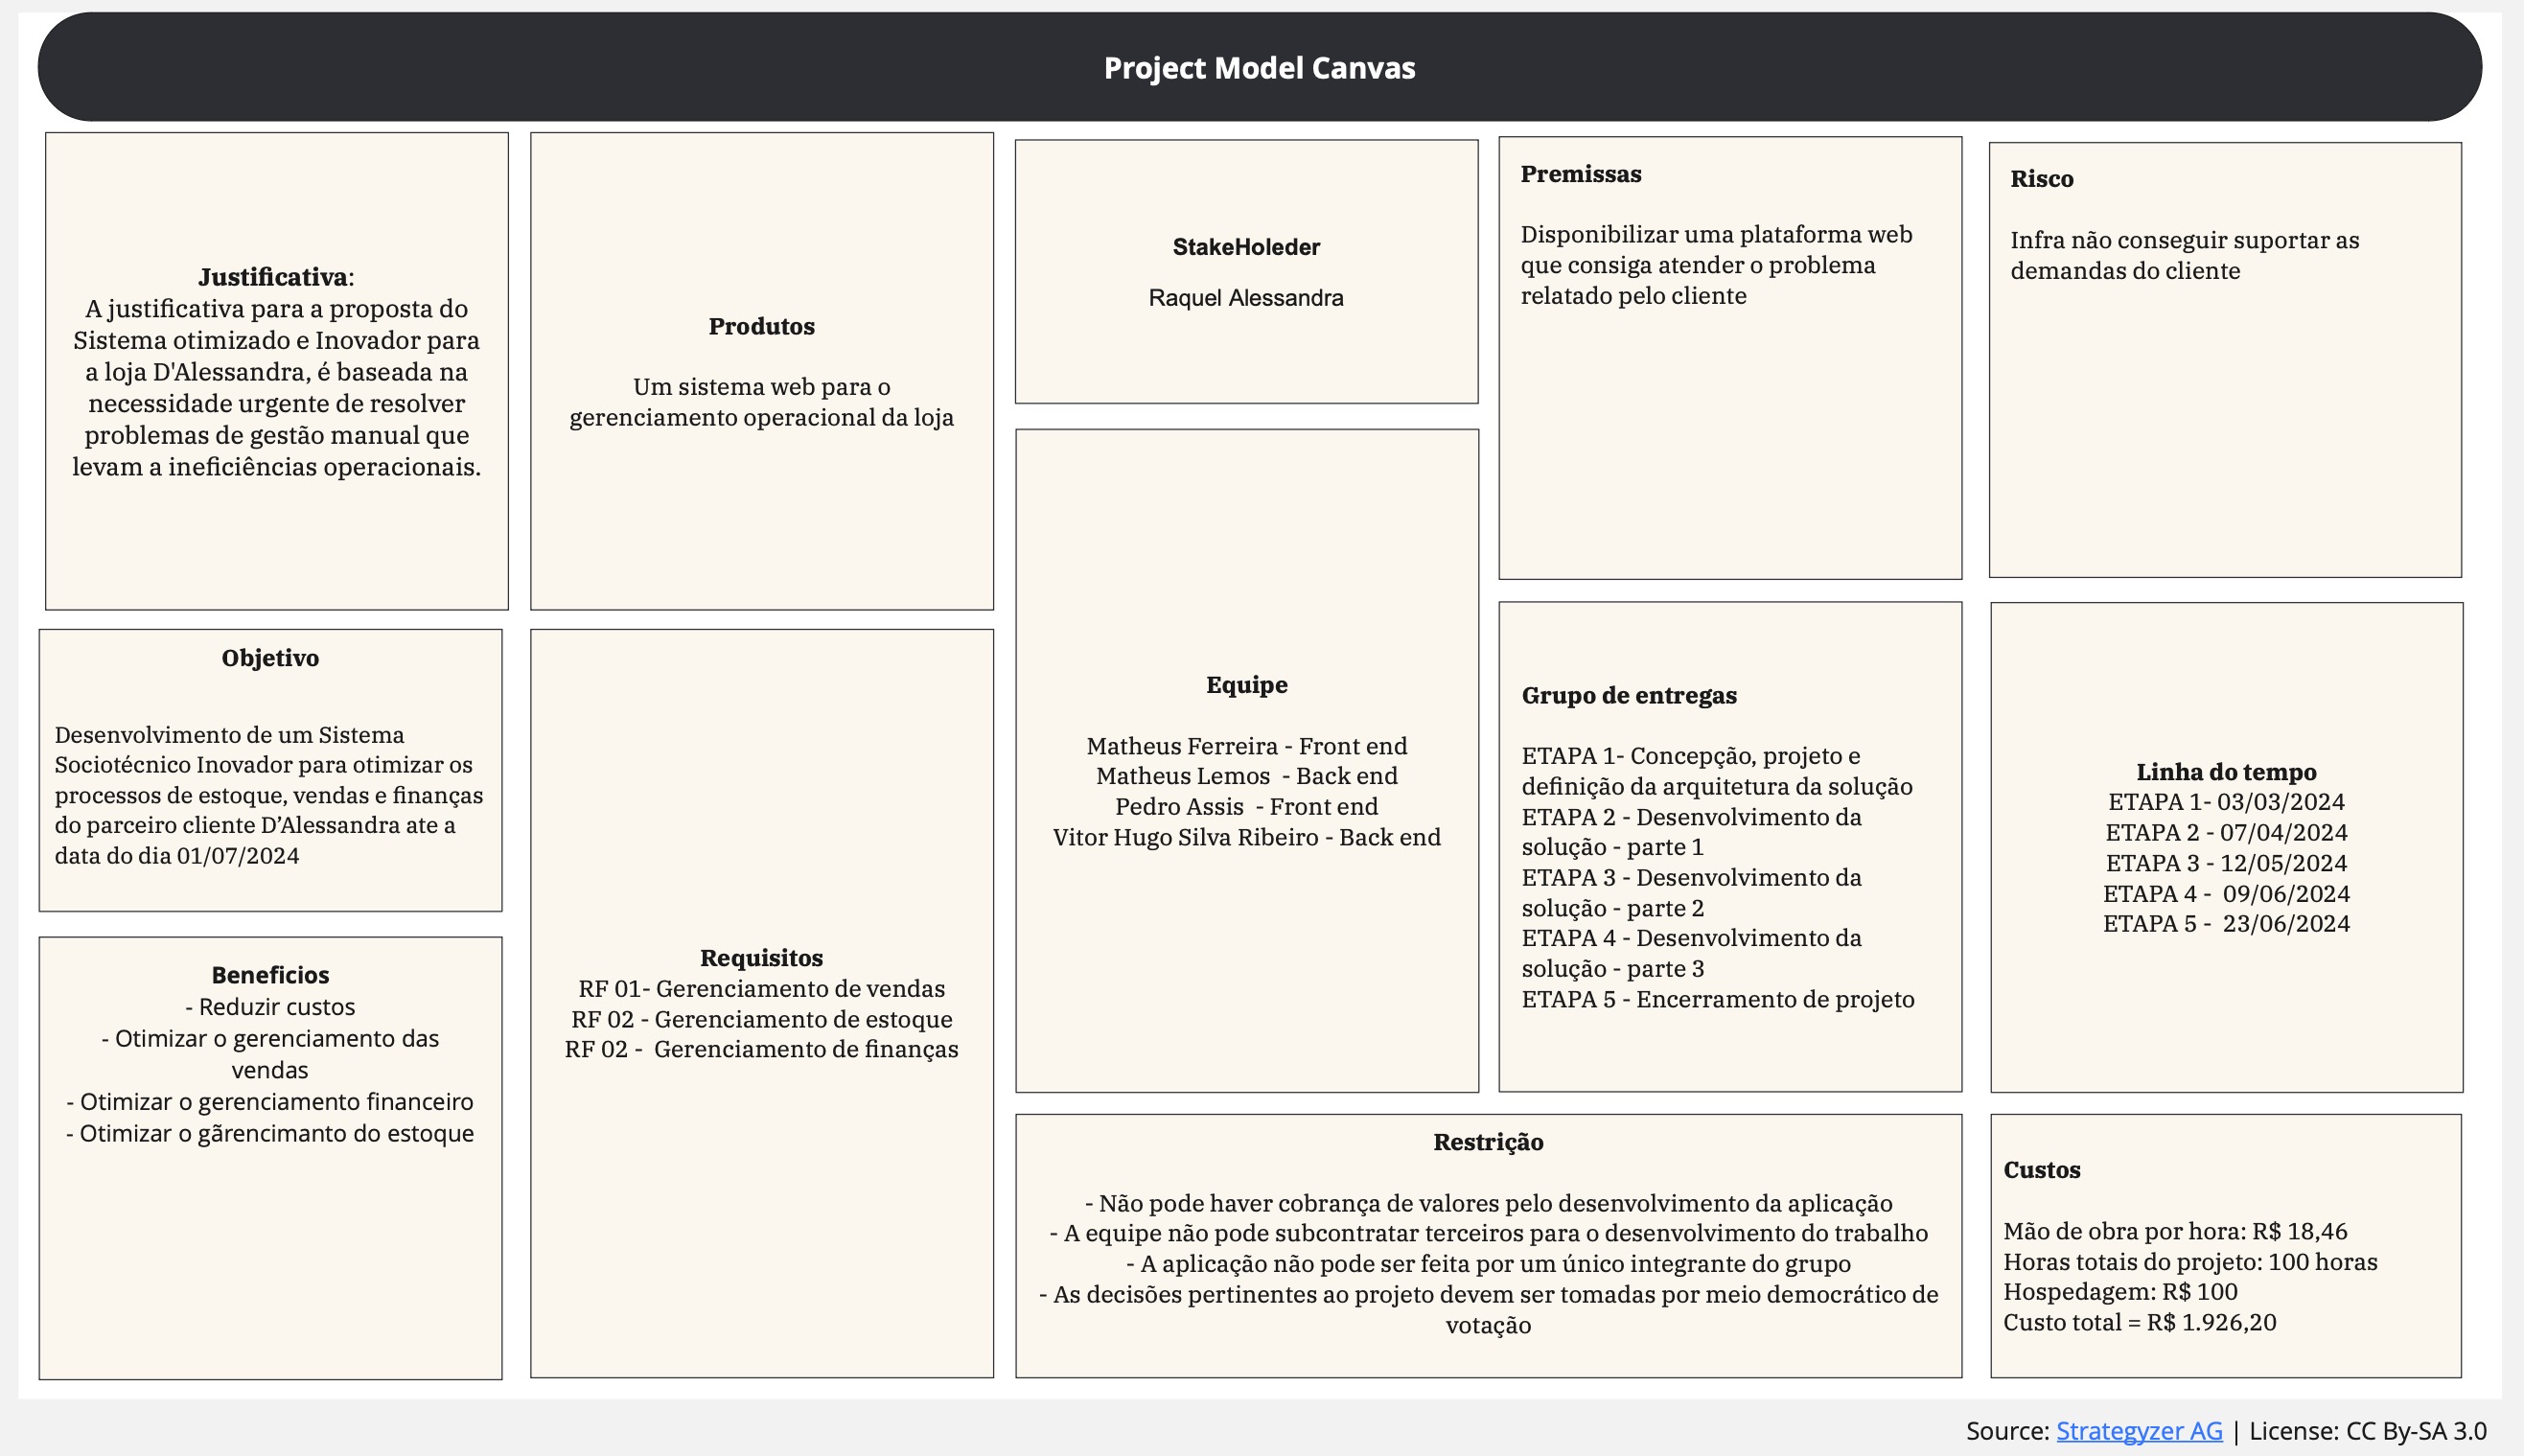 Project Model Canvas
Justificativa:
A justificativa para a proposta do
Sistema otimizado e Inovador para
a loja D'Alessandra, é baseada na
necessidade urgente de resolver
problemas de gestão manual que
levam a ineficiências operacionais.
Objetivo
Desenvolvimento de um Sistema
Sociotécnico Inovador para otimizar os
processos de estoque, vendas e finanças
do parceiro cliente D’Alessandra ate a
data do dia 01/07/2024
Beneficios
- Reduzir custos
- Otimizar o gerenciamento das
vendas
- Otimizar o gerenciamento financeiro
- Otimizar o gãrencimanto do estoque
Produtos
Um sistema web para o
gerenciamento operacional da loja
Requisitos
RF 01- Gerenciamento de vendas
RF 02 - Gerenciamento de estoque
RF 02 -  Gerenciamento de finanças
StakeHoleder
Raquel Alessandra
Equipe
Matheus Ferreira - Front end
Matheus Lemos  - Back end
Pedro Assis  - Front end
Vitor Hugo Silva Ribeiro - Back end
Premissas
Disponibilizar uma plataforma web
que consiga atender o problema
relatado pelo cliente
Grupo de entregas
ETAPA 1- Concepção, projeto e
definição da arquitetura da solução
ETAPA 2 - Desenvolvimento da
solução - parte 1
ETAPA 3 - Desenvolvimento da
solução - parte 2
ETAPA 4 - Desenvolvimento da
solução - parte 3
ETAPA 5 - Encerramento de projeto
Risco
Infra não conseguir suportar as
demandas do cliente
Linha do tempo
ETAPA 1- 03/03/2024
ETAPA 2 - 07/04/2024
ETAPA 3 - 12/05/2024
ETAPA 4 -  09/06/2024
ETAPA 5 -  23/06/2024
Restrição
- Não pode haver cobrança de valores pelo desenvolvimento da aplicação
- A equipe não pode subcontratar terceiros para o desenvolvimento do trabalho
- A aplicação não pode ser feita por um único integrante do grupo
- As decisões pertinentes ao projeto devem ser tomadas por meio democrático de
votação
Custos
Mão de obra por hora: R$ 18,46
Horas totais do projeto: 100 horas
Hospedagem: R$ 100
Custo total = R$ 1.926,20
Source: Strategyzer AG | License: CC By-SA 3.0